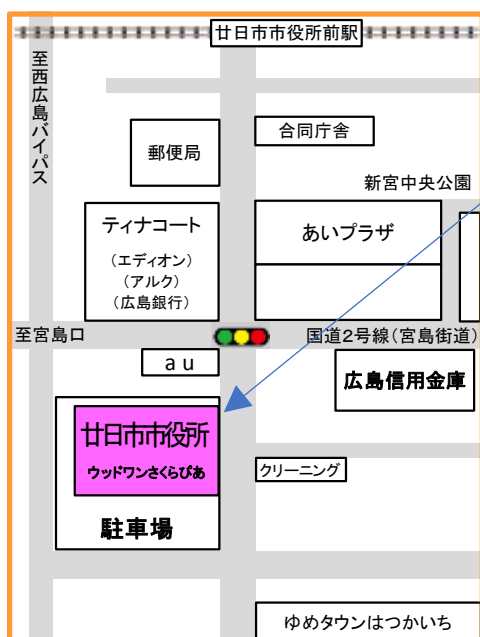 廿日市市役所前駅
至西広島バイパス
郵便局
合同庁舎
新宮中央公園
ティナコート
(エディオン)
(アルク)
(広島銀行)
あいプラザ
至宮島口
国道2号線(宮島街道)
au
広島信用金庫
廿日市市役所
ウッドワンさくらぴあ
クリーニング
駐車場
ゆめタウンはつかいち